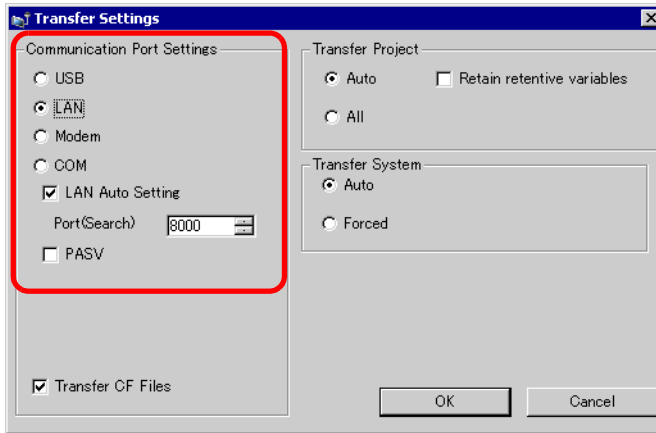 Transfer Settings
Communication Port Settings
USB
LAN
Modem
COM
LAN Auto Setting
Port(Search) 8000
PASV
Transfer CF Files
Transfer Project
Auto Retain retentive variables
All
Transfer System
Auto
Forced
OK Cancel